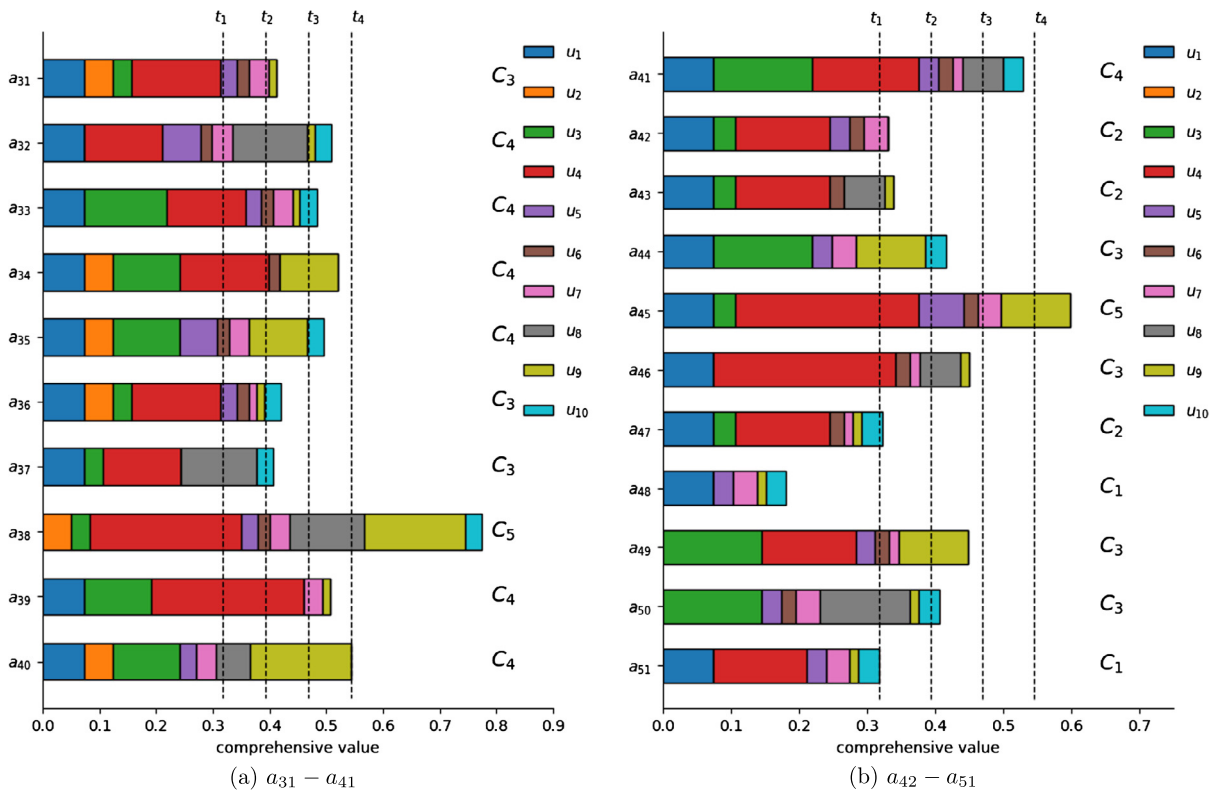 t1 t2 t3 t4
a31 C3
a32 C4
a33 C4
a34 C4
a35 C4
a36 C3
a37 C3
a38 C5
a39 C4
a40 C4
u1
u2
u3
u4
u5
u6
u7
u8
u9
u10
0.0 0.1 0.2 0.3 0.4 0.5 0.6 0.7 0.8 0.9
comprehensive value
(a) a31 − a41
t1 t2 t3 t4
a41 C4
a42 C2
a43 C2
a44 C3
a45 C5
a46 C3
a47 C2
a48 C1
a49 C3
a50 C3
a51 C1
u1
u2
u3
u4
u5
u6
u7
u8
u9
u10
0.0 0.1 0.2 0.3 0.4 0.5 0.6 0.7
comprehensive value
(b) a42 − a51